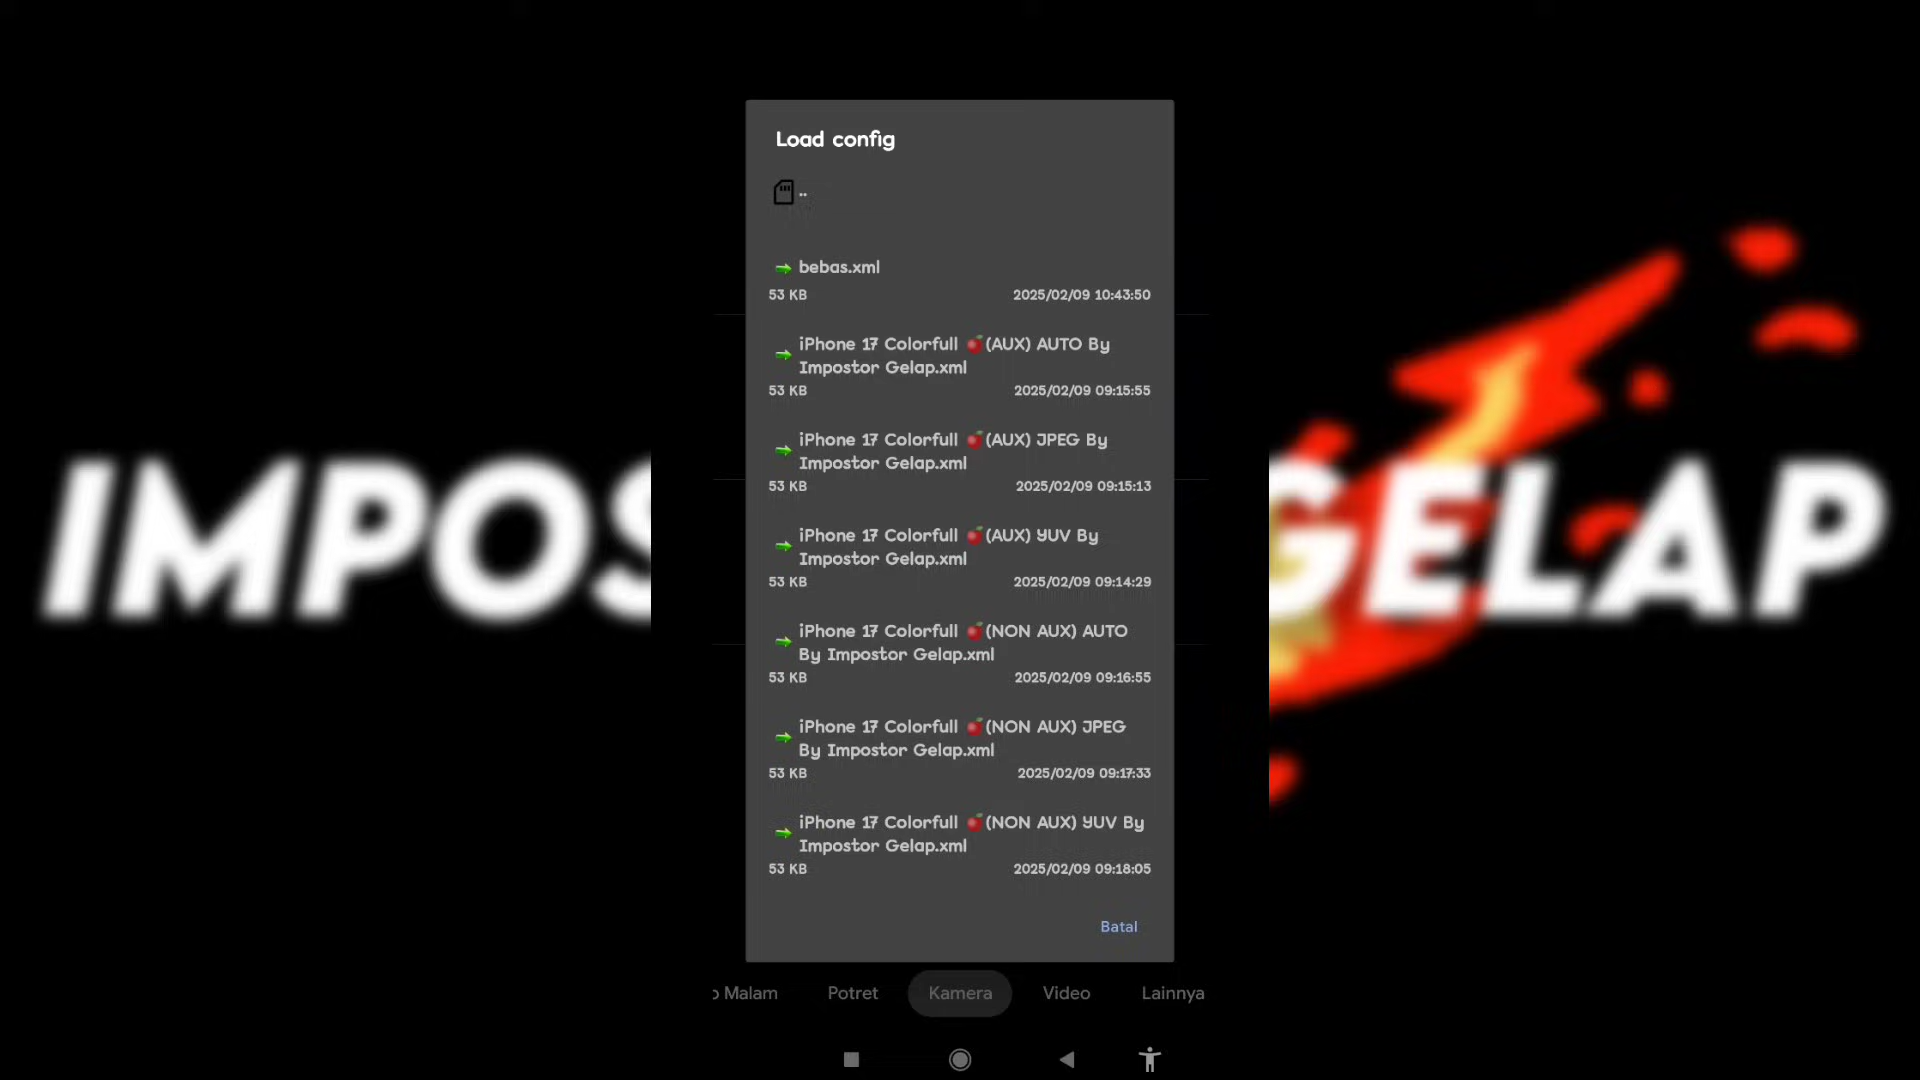 Load config
..
bebas.xml
53 KB 2025/02/09 10:43:50
iPhone 17 Colorfull 🍎(AUX) AUTO By
Impostor Gelap.xml
53 KB 2025/02/09 09:15:55
iPhone 17 Colorfull 🍎(AUX) JPEG By
Impostor Gelap.xml
53 KB 2025/02/09 09:15:13
iPhone 17 Colorfull 🍎(AUX) YUV By
Impostor Gelap.xml
53 KB 2025/02/09 09:14:29
iPhone 17 Colorfull 🍎(NON AUX) AUTO
By Impostor Gelap.xml
53 KB 2025/02/09 09:16:55
iPhone 17 Colorfull 🍎(NON AUX) JPEG
By Impostor Gelap.xml
53 KB 2025/02/09 09:17:33
iPhone 17 Colorfull 🍎(NON AUX) YUV By
Impostor Gelap.xml
53 KB 2025/02/09 09:18:05
Batal
o Malam Potret Kamera Video Lainnya
IMPOS GELAP